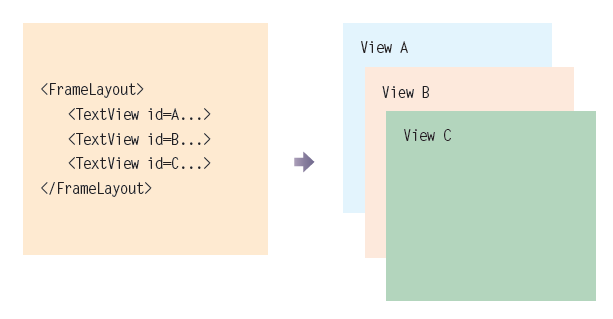 <FrameLayout>
<TextView id=A...>
<TextView id=B...>
<TextView id=C...>
</FrameLayout>
View A
View B
View C